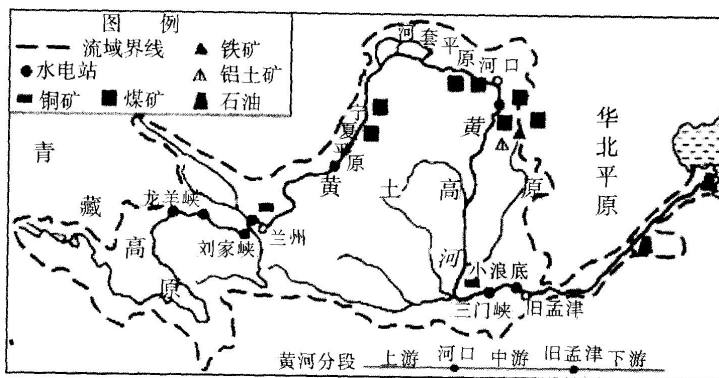 图 例
流域界线 铁矿
水电站 铝土矿
铜矿 煤矿 石油
河套平原
河口
宁夏平原
黄
黄
土
高
原
河
华北平原
青
藏
高
原
龙羊峡
刘家峡
兰州
小浪底
三门峡
旧孟津
黄河分段 上游 河口 中游 旧孟津 下游